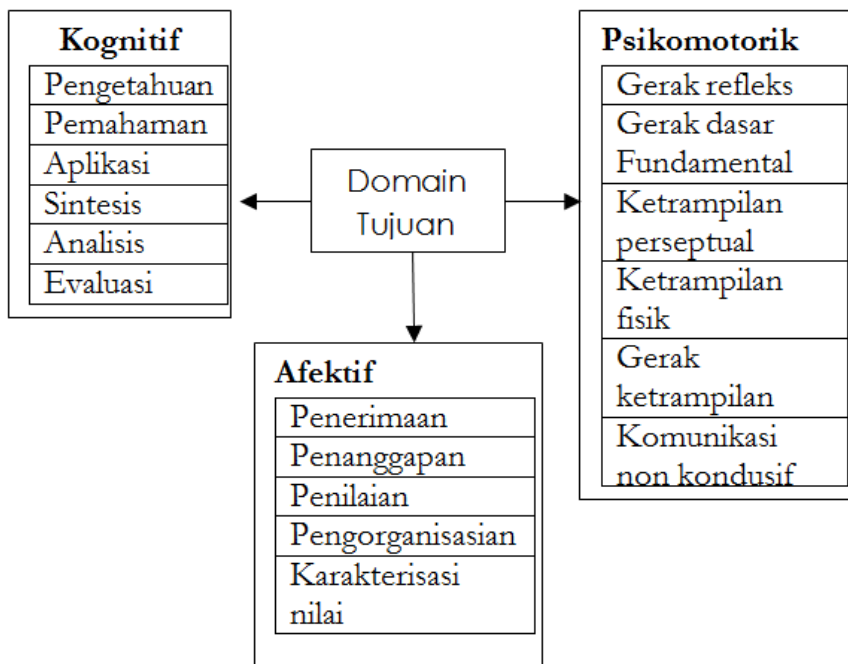 Kognitif
Pengetahuan
Pemahaman
Aplikasi
Sintesis
Analisis
Evaluasi
Domain
Tujuan
Psikomotorik
Gerak refleks
Gerak dasar
Fundamental
Ketrampilan
perseptual
Ketrampilan
fisik
Gerak
ketrampilan
Komunikasi
non kondusif
Afektif
Penerimaan
Penanggapan
Penilaian
Pengorganisasian
Karakterisasi
nilai